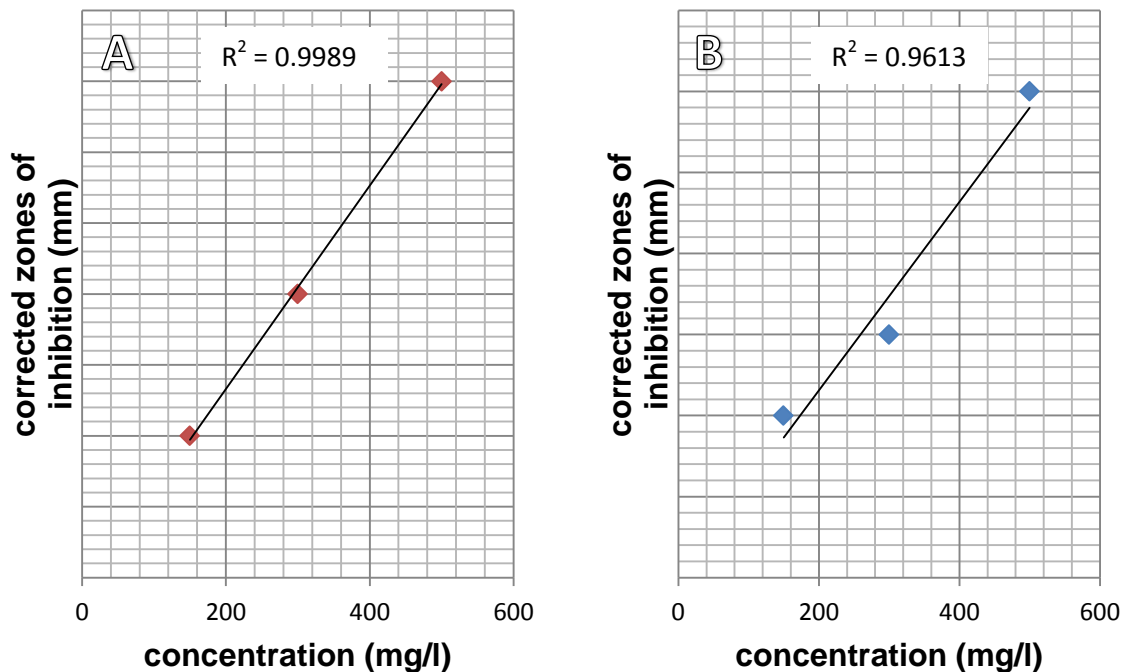 A
R² = 0.9989
corrected zones of
inhibition (mm)
0
200
400
600
concentration (mg/l)
B
R² = 0.9613
corrected zones of
inhibition (mm)
0
200
400
600
concentration (mg/l)